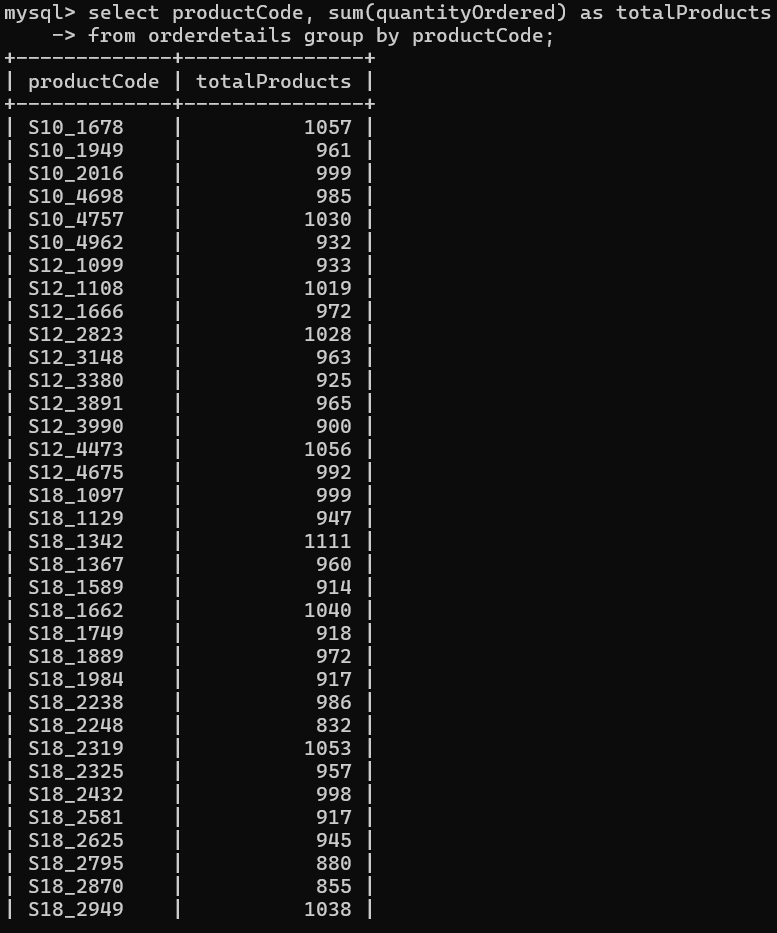 mysql> select productCode, sum(quantityOrdered) as totalProducts
    -> from orderdetails group by productCode;
+-------------+---------------+
| productCode | totalProducts |
+-------------+---------------+
| S10_1678    |          1057 |
| S10_1949    |           961 |
| S10_2016    |           999 |
| S10_4698    |           985 |
| S10_4757    |          1030 |
| S10_4962    |           932 |
| S12_1099    |           933 |
| S12_1108    |          1019 |
| S12_1666    |           972 |
| S12_2823    |          1028 |
| S12_3148    |           963 |
| S12_3380    |           925 |
| S12_3891    |           965 |
| S12_3990    |           900 |
| S12_4473    |          1056 |
| S12_4675    |           992 |
| S18_1097    |           999 |
| S18_1129    |           947 |
| S18_1342    |          1111 |
| S18_1367    |           960 |
| S18_1589    |           914 |
| S18_1662    |          1040 |
| S18_1749    |           918 |
| S18_1889    |           972 |
| S18_1984    |           917 |
| S18_2238    |           986 |
| S18_2248    |           832 |
| S18_2319    |          1053 |
| S18_2325    |           957 |
| S18_2432    |           998 |
| S18_2581    |           917 |
| S18_2625    |           945 |
| S18_2795    |           880 |
| S18_2870    |           855 |
| S18_2949    |          1038 |